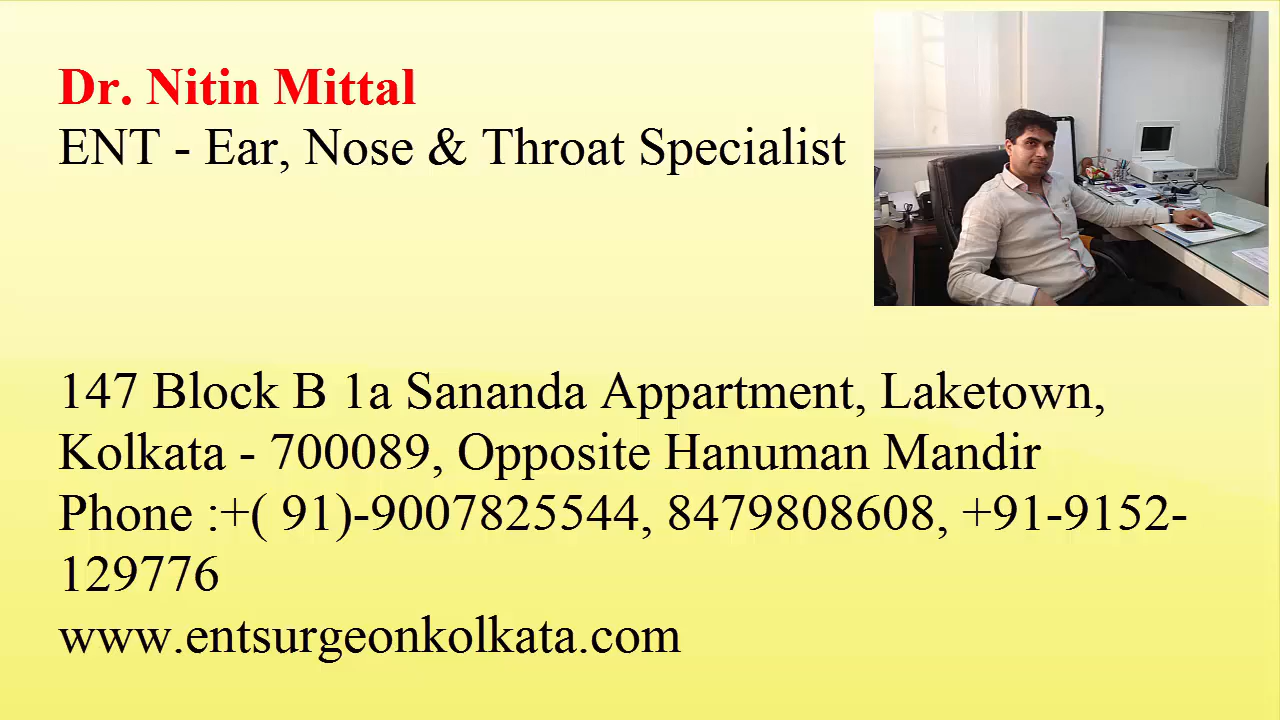 Dr. Nitin Mittal
ENT - Ear, Nose & Throat Specialist
147 Block B 1a Sananda Appartment, Laketown,
Kolkata - 700089, Opposite Hanuman Mandir
Phone :+( 91)-9007825544, 8479808608, +91-9152-
129776
www.entsurgeonkolkata.com